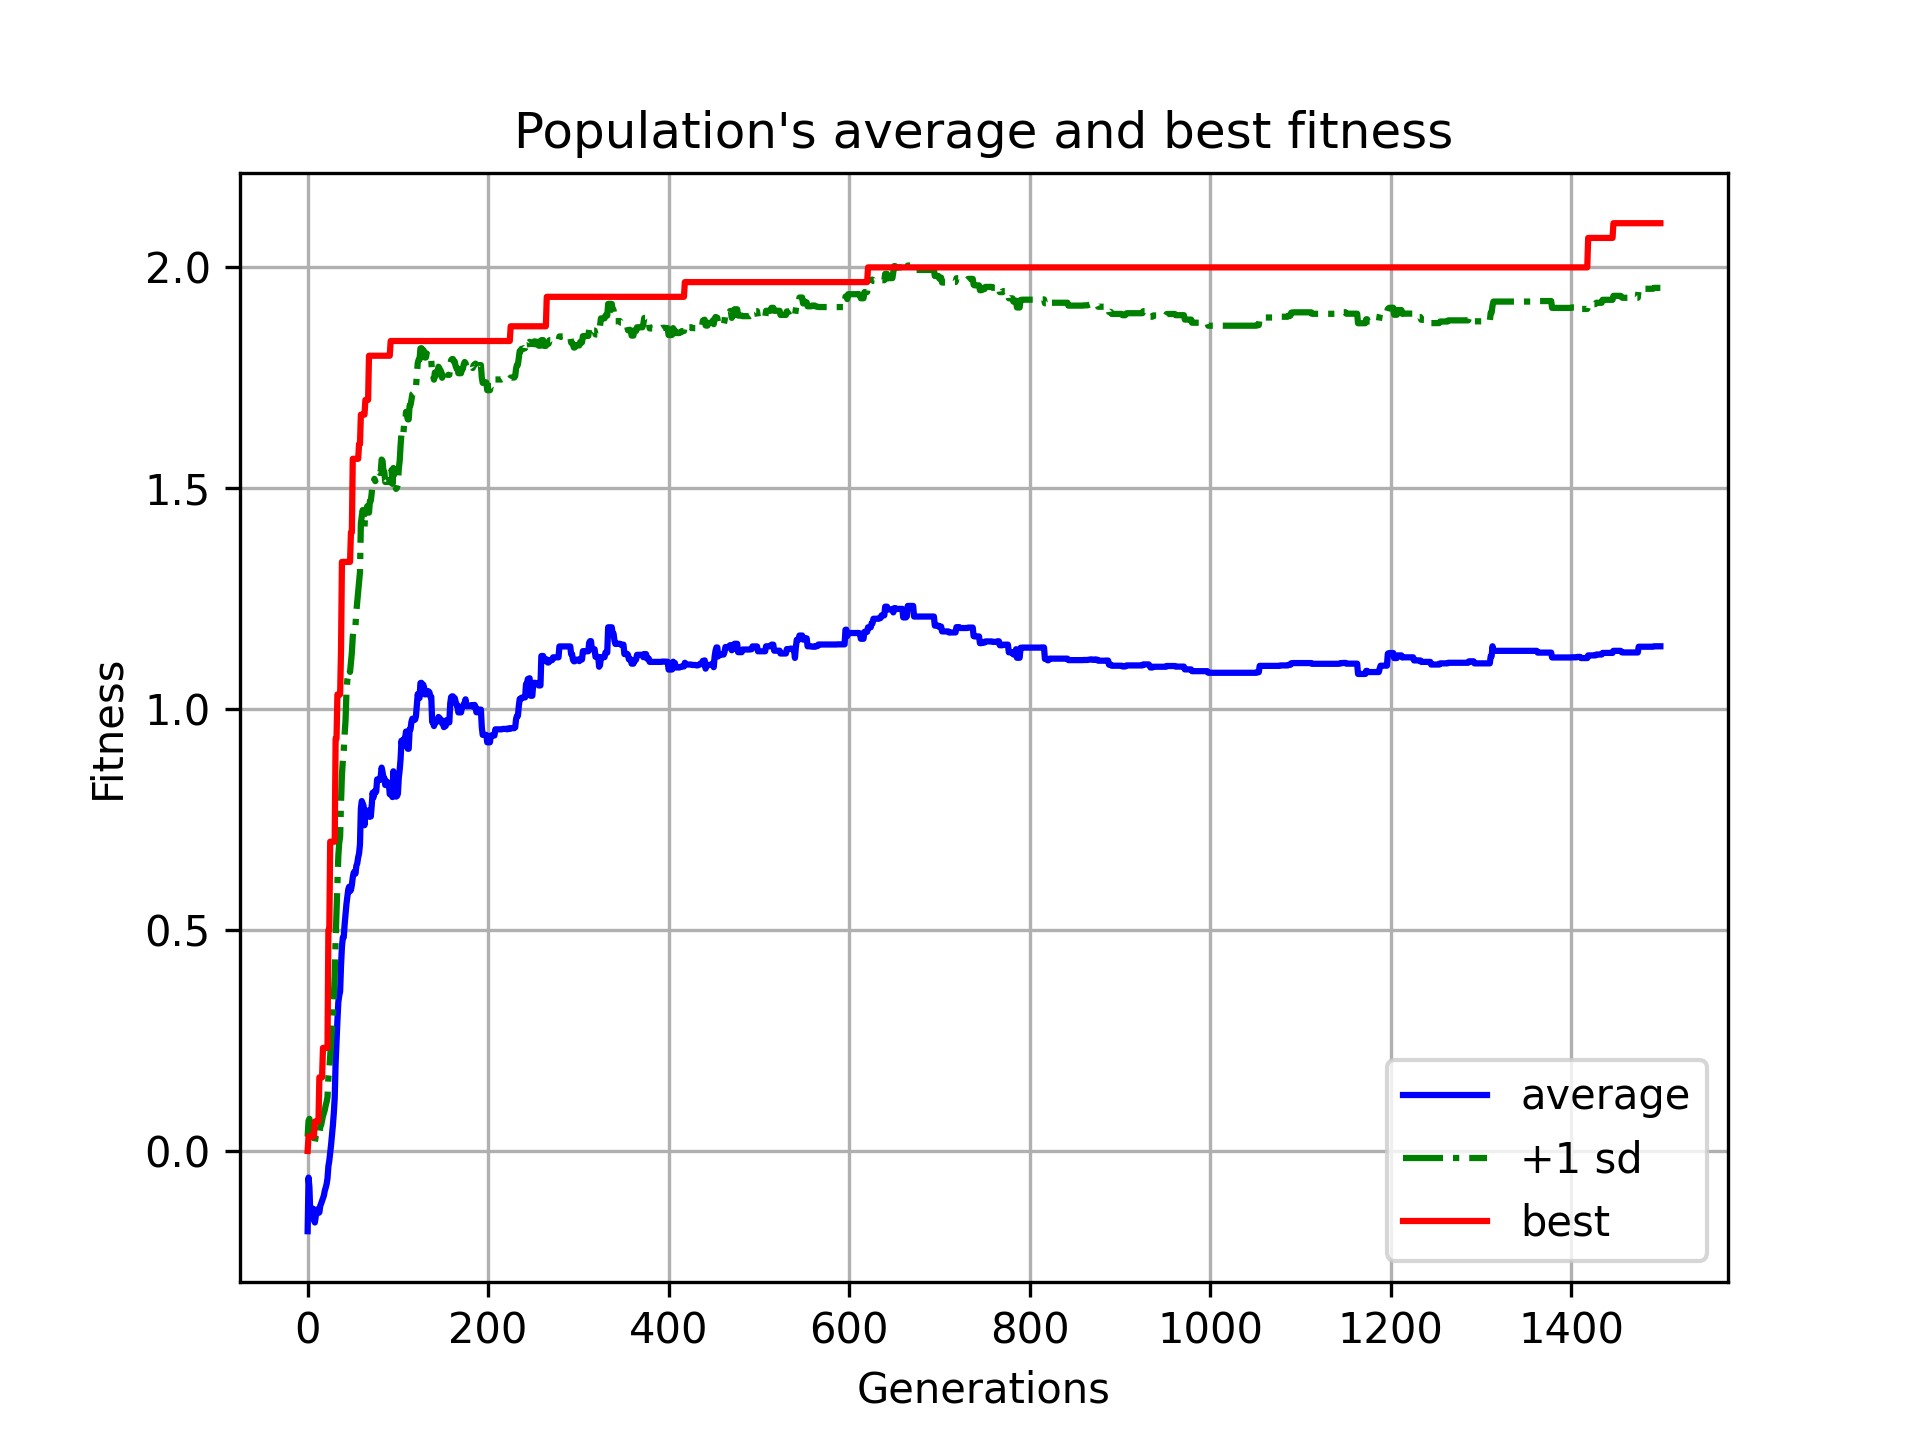 Population's average and best fitness
Fitness
2.0
1.5
1.0
0.5
0.0
0 200 400 600 800 1000 1200 1400
Generations
average
+1 sd
best